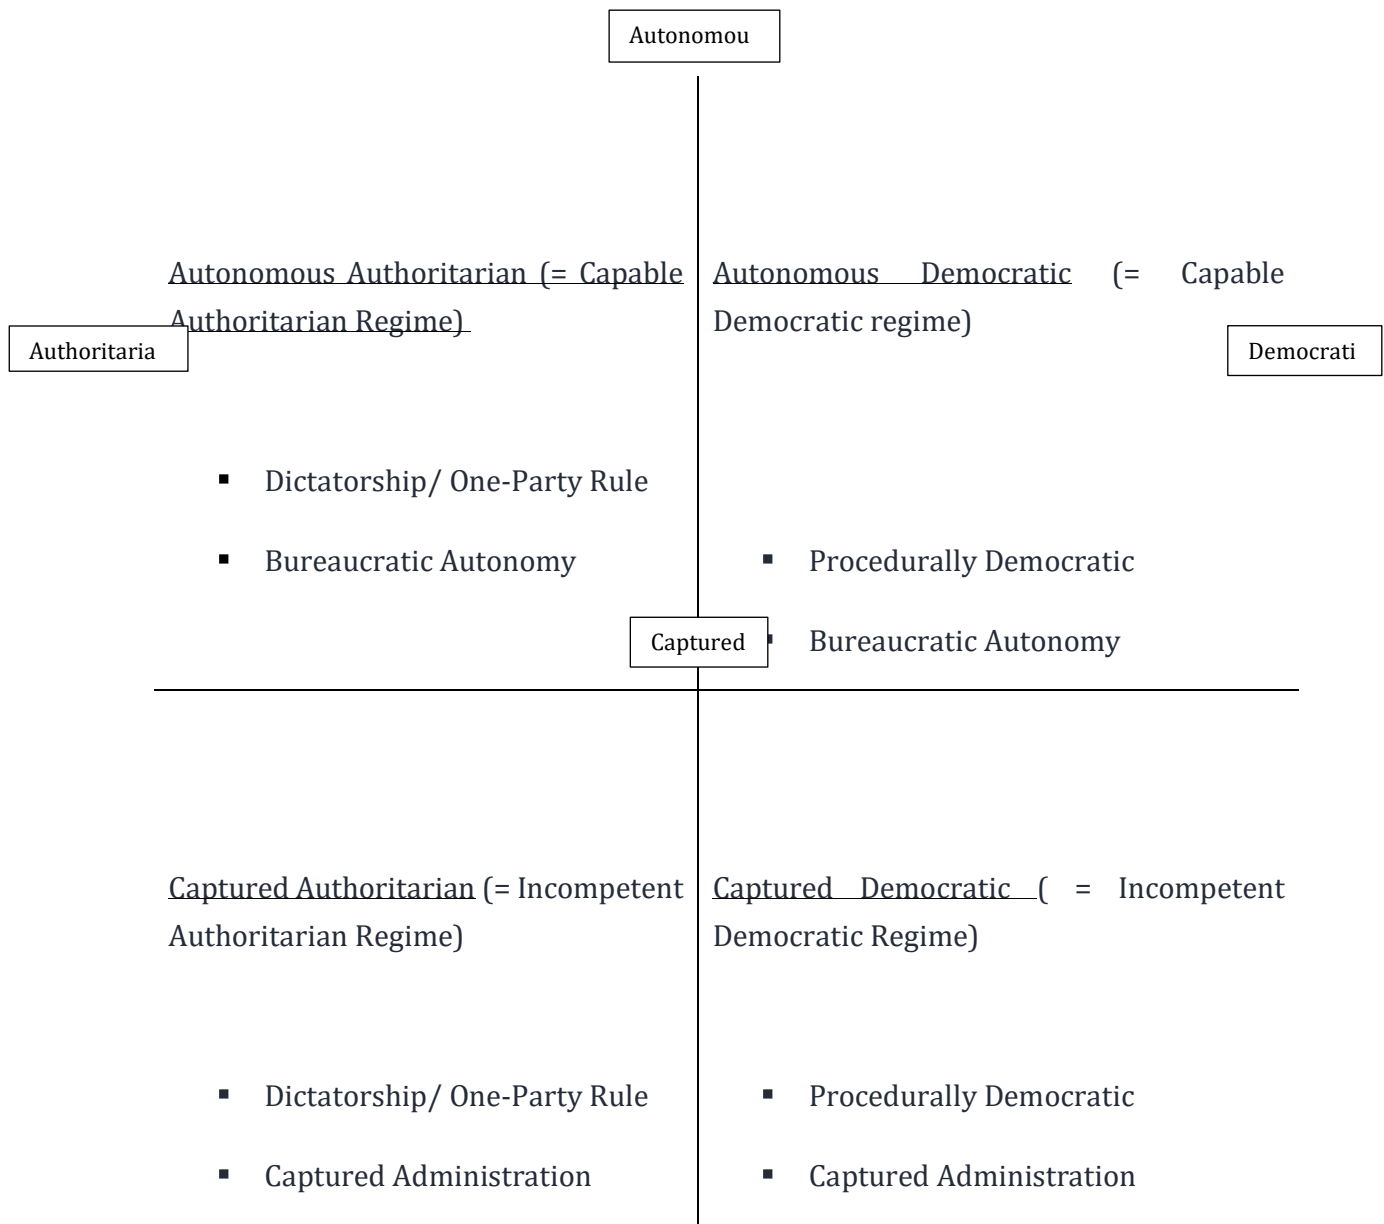 Autonomou
Autonomous Authoritarian (= Capable
Authoritarian Regime)
Autonomous Democratic (= Capable
Democratic regime)
Authoritaria
Democrati
Dictatorship/ One-Party Rule
Bureaucratic Autonomy
Procedurally Democratic
Bureaucratic Autonomy
Captured
Captured Authoritarian (= Incompetent
Authoritarian Regime)
Captured Democratic ( = Incompetent
Democratic Regime)
Dictatorship/ One-Party Rule
Captured Administration
Procedurally Democratic
Captured Administration